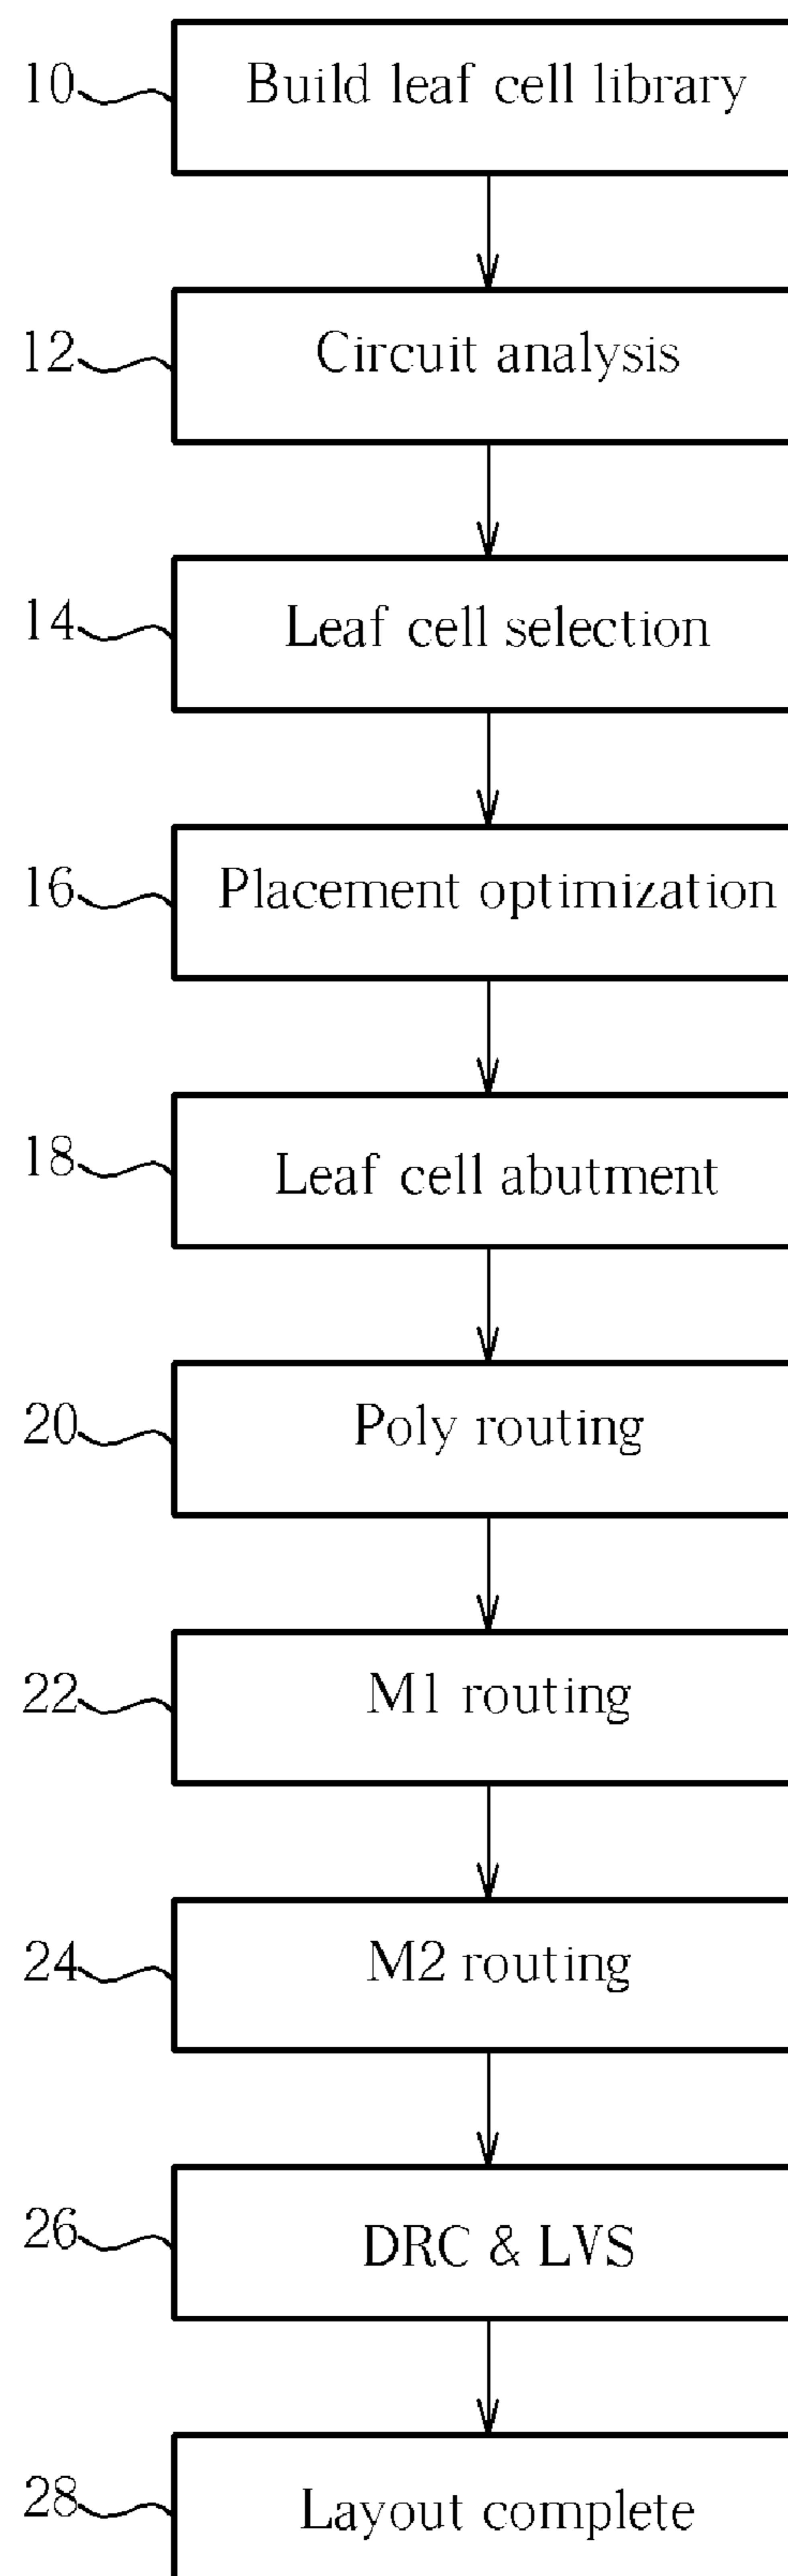 10 Build leaf cell library
12 Circuit analysis
14 Leaf cell selection
16 Placement optimization
18 Leaf cell abutment
20 Poly routing
22 M1 routing
24 M2 routing
26 DRC & LVS
28 Layout complete